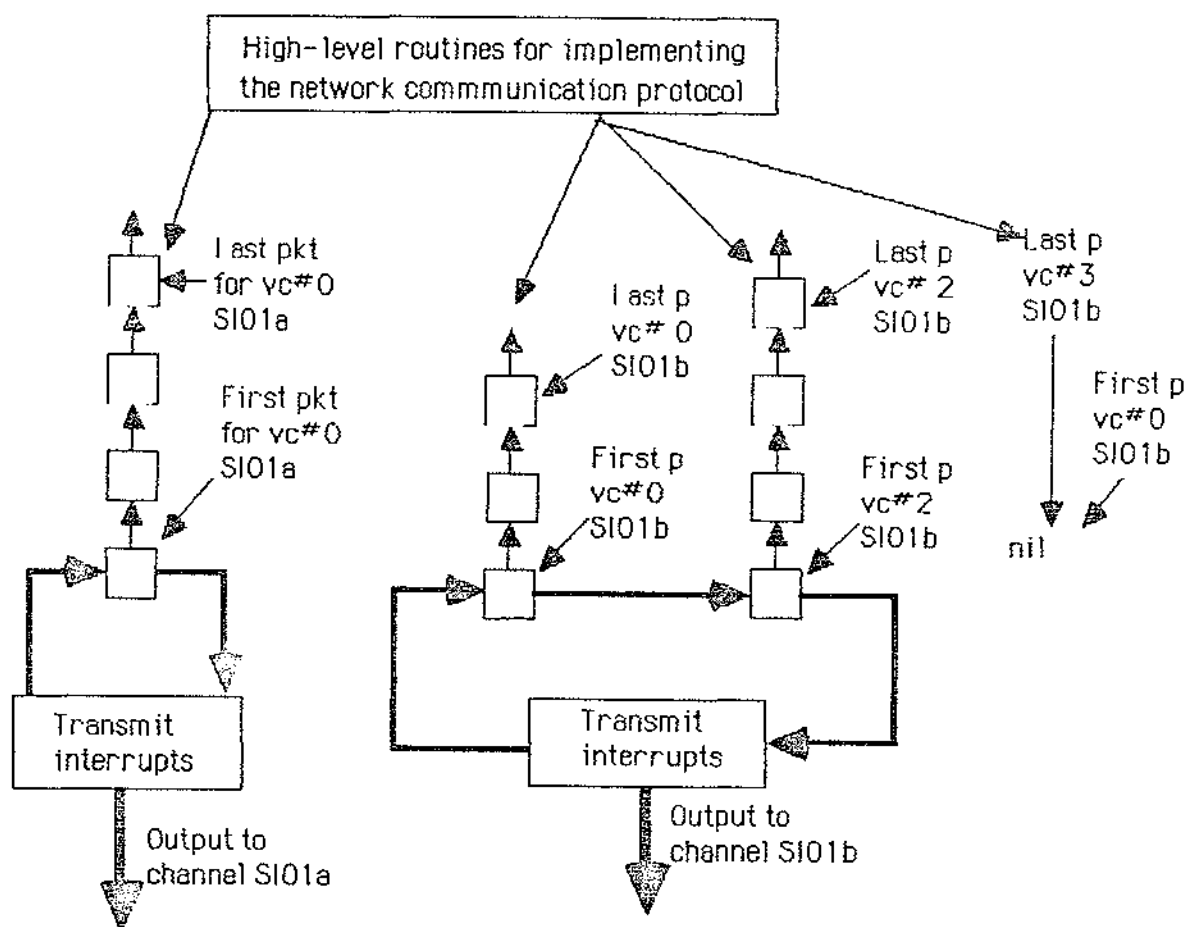 High-level routines for implementing
the network commmunication protocol
Last pkt
for vc#0
SIO1a
First pkt
for vc#0
SIO1a
Last p
vc# 0
SIO1b
First p
vc#0
SIO1b
Last p
vc# 2
SIO1b
First p
vc#2
SIO1b
Last p
vc#3
SIO1b
First p
vc#0
SIO1b
nil
Transmit
interrupts
Transmit
interrupts
Output to
channel SIO1a
Output to
channel SIO1b